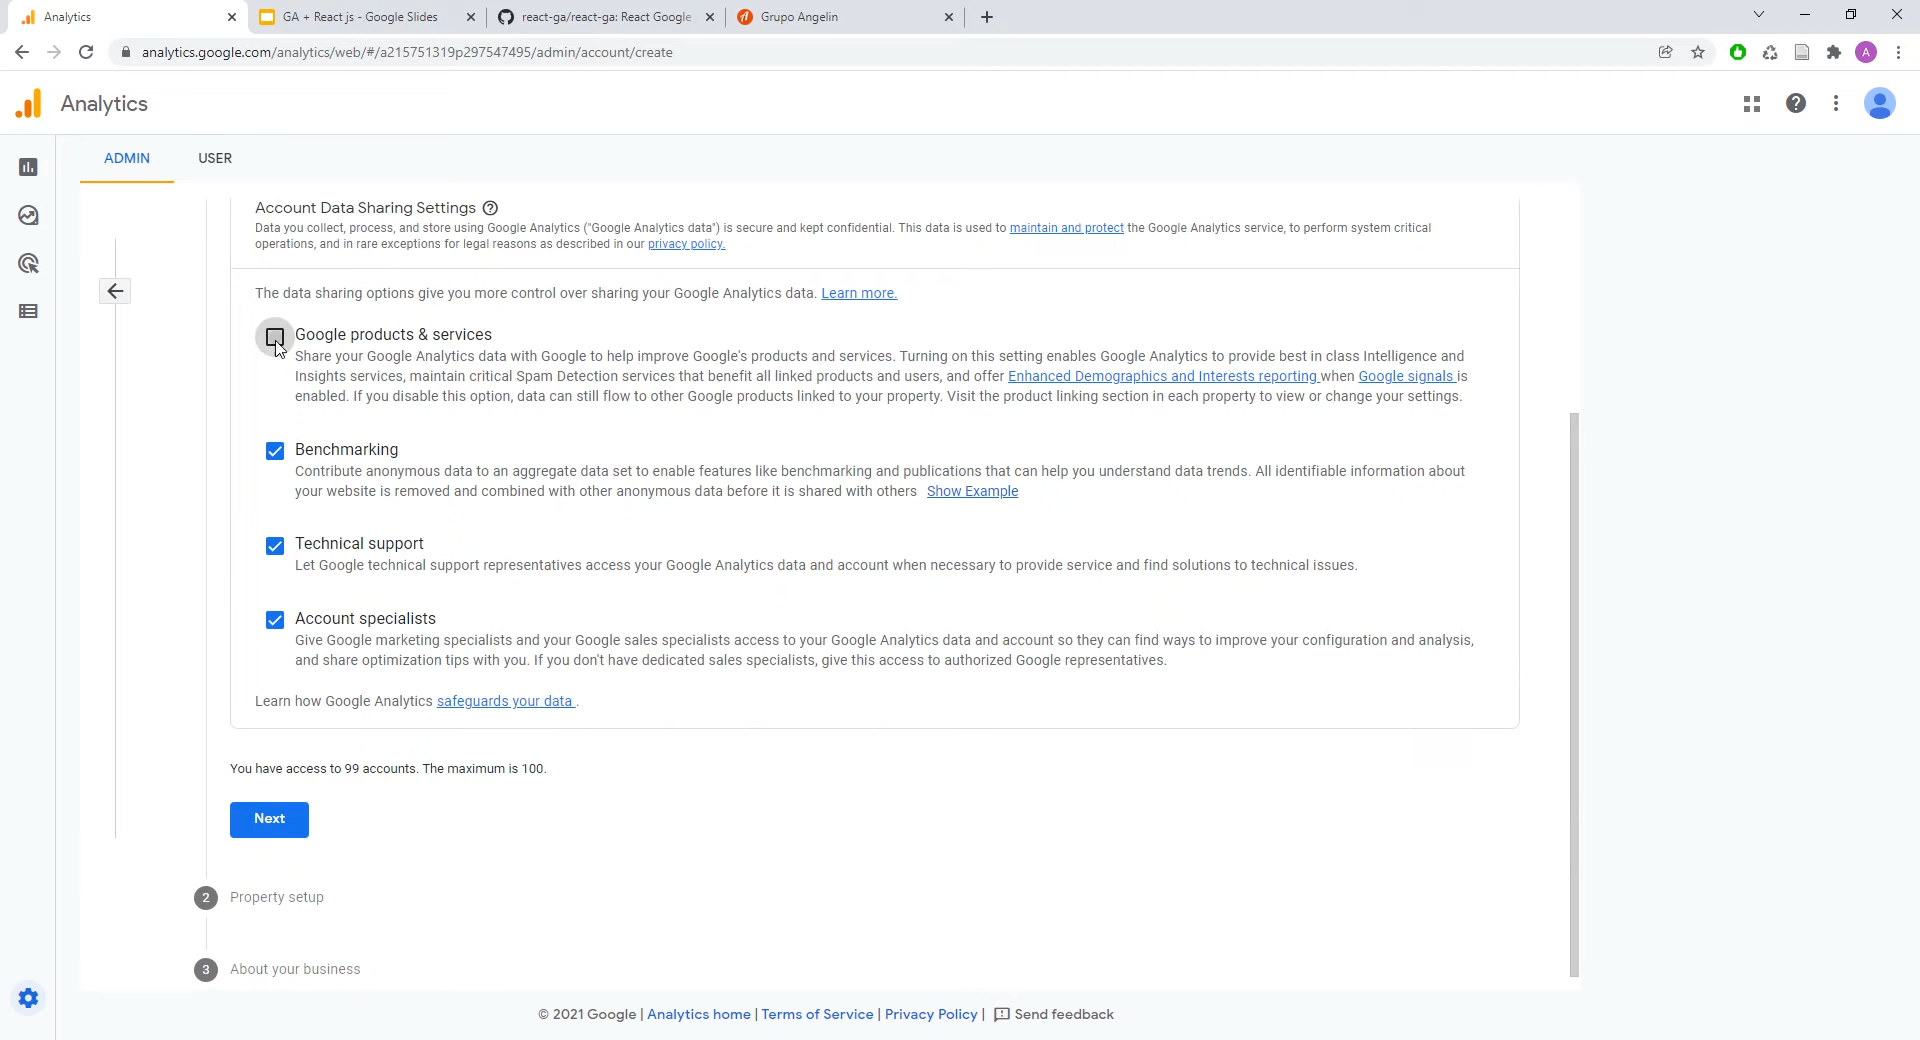 Analytics
GA + React js - Google Slides
react-ga/react-ga: React Google
Grupo Angelin
analytics.google.com/analytics/web/#/a215751319p297547495/admin/account/create
A
Analytics
ADMIN
USER
Account Data Sharing Settings
Data you collect, process, and store using Google Analytics ("Google Analytics data") is secure and kept confidential. This data is used to maintain and protect the Google Analytics service, to perform system critical
operations, and in rare exceptions for legal reasons as described in our privacy policy.
The data sharing options give you more control over sharing your Google Analytics data. Learn more.
Google products & services
Share your Google Analytics data with Google to help improve Google's products and services. Turning on this setting enables Google Analytics to provide best in class Intelligence and
Insights services, maintain critical Spam Detection services that benefit all linked products and users, and offer Enhanced Demographics and Interests reporting when Google signals is
enabled. If you disable this option, data can still flow to other Google products linked to your property. Visit the product linking section in each property to view or change your settings.
Benchmarking
Contribute anonymous data to an aggregate data set to enable features like benchmarking and publications that can help you understand data trends. All identifiable information about
your website is removed and combined with other anonymous data before it is shared with others Show Example
Technical support
Let Google technical support representatives access your Google Analytics data and account when necessary to provide service and find solutions to technical issues.
Account specialists
Give Google marketing specialists and your Google sales specialists access to your Google Analytics data and account so they can find ways to improve your configuration and analysis,
and share optimization tips with you. If you don't have dedicated sales specialists, give this access to authorized Google representatives.
Learn how Google Analytics safeguards your data .
You have access to 99 accounts. The maximum is 100.
Next
2 Property setup
3 About your business
© 2021 Google | Analytics home | Terms of Service | Privacy Policy | Send feedback